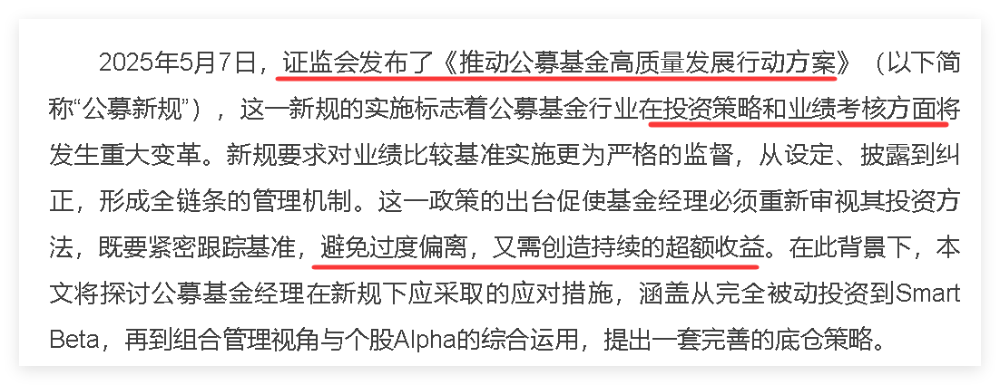 2025年5月7日，证监会发布了《推动公募基金高质量发展行动方案》（以下简
称“公募新规”），这一新规的实施标志着公募基金行业在投资策略和业绩考核方面将
发生重大变革。新规要求对业绩比较基准实施更为严格的监督，从设定、披露到纠
正，形成全链条的管理机制。这一政策的出台促使基金经理必须重新审视其投资方
法，既要紧密跟踪基准，避免过度偏离，又需创造持续的超额收益。在此背景下，本
文将探讨公募基金经理在新规下应采取的应对措施，涵盖从完全被动投资到Smart
Beta，再到组合管理视角与个股Alpha的综合运用，提出一套完善的底仓策略。